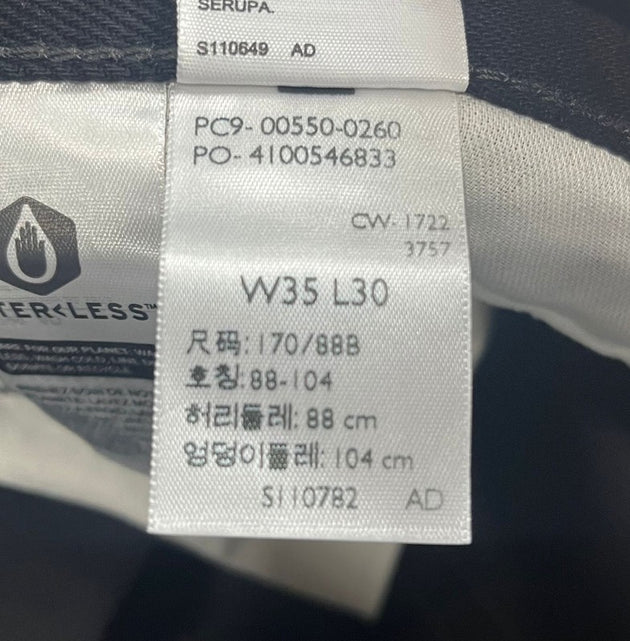 SERUPA.
S110649 AD
PC9- 00550-0260
PO- 4100546833
CW- 1722
3757
TER<LESS™
W35 L30
尺码: 170/88B
호칭:88-104
허리둘레: 88 cm
엉덩이둘레: 104 cm
S110782 AD